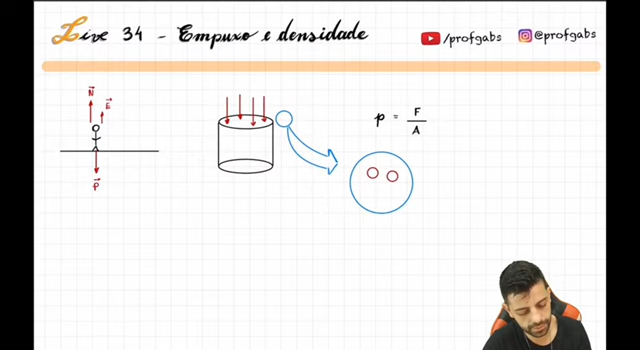 Live 34 - Empuxo e densidade
/profgabs
@profgabs
N
E
P
p = F
A